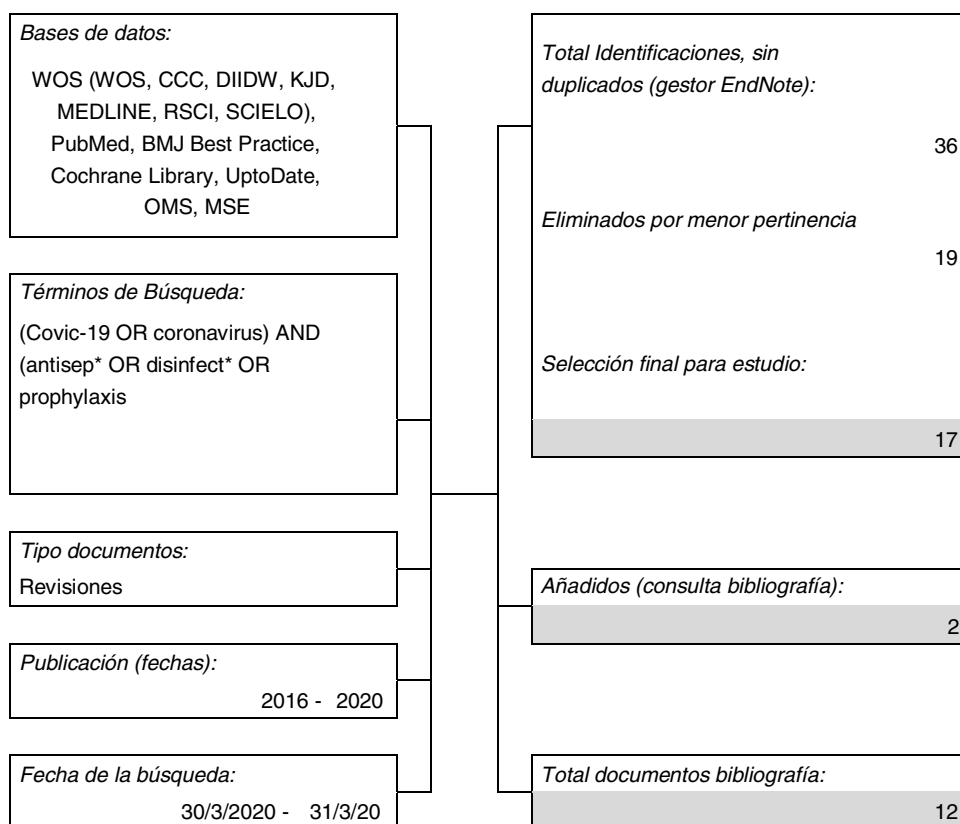 Bases de datos:
WOS (WOS, CCC, DIIDW, KJD,
MEDLINE, RSCI, SCIELO),
PubMed, BMJ Best Practice,
Cochrane Library, UptoDate,
OMS, MSE
Términos de Búsqueda:
(Covic-19 OR coronavirus) AND
(antisep* OR disinfect* OR
prophylaxis
Tipo documentos:
Revisiones
Publicación (fechas):
2016 - 2020
Fecha de la búsqueda:
30/3/2020 - 31/3/20
Total Identificaciones, sin
duplicados (gestor EndNote):
36
Eliminados por menor pertinencia
19
Selección final para estudio:
17
Añadidos (consulta bibliografía):
2
Total documentos bibliografía:
12